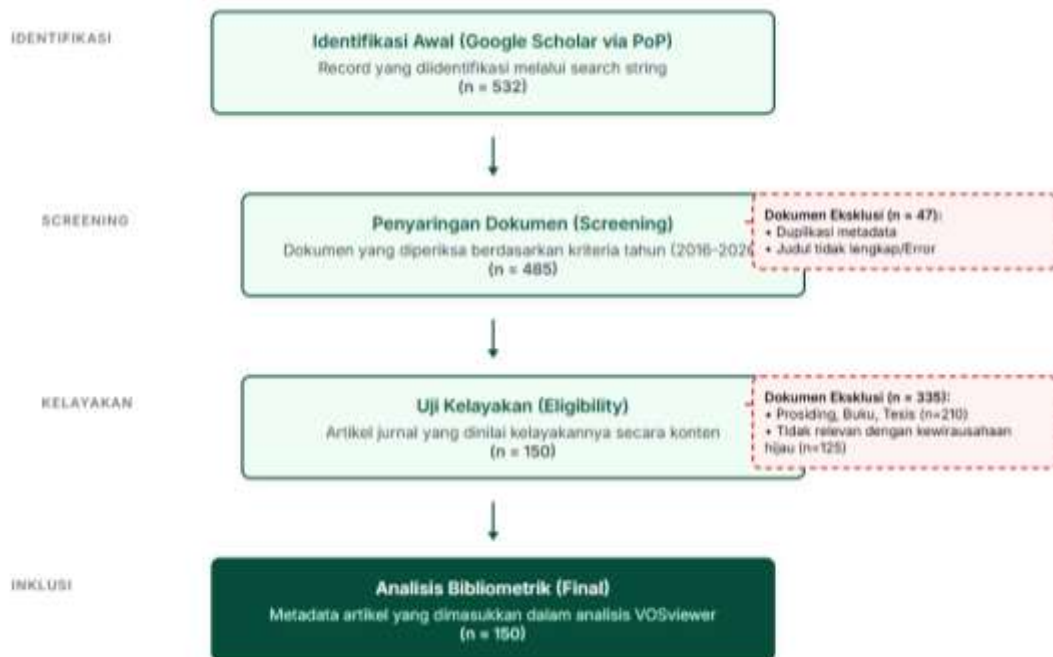 IDENTIFIKASI
Identifikasi Awal (Google Scholar via PoP)
Record yang diidentifikasi melalui search string
(n = 532)
SCREENING
Penyaringan Dokumen (Screening)
Dokumen yang diperiksa berdasarkan kriteria tahun (2016-202
(n = 485)
Dokumen Eksklusi (n = 47):
• Duplikasi metadata
• Judul tidak lengkap/Error
KELAYAKAN
Uji Kelayakan (Eligibility)
Artikel jurnal yang dinilai kelayakannya secara konten
(n = 150)
Dokumen Eksklusi (n = 335):
• Prosiding, Buku, Tesis (n=210)
• Tidak relevan dengan kewirausahaan
hijau (n=125)
INKLUSI
Analisis Bibliometrik (Final)
Metadata artikel yang dimasukkan dalam analisis VOSviewer
(n = 150)